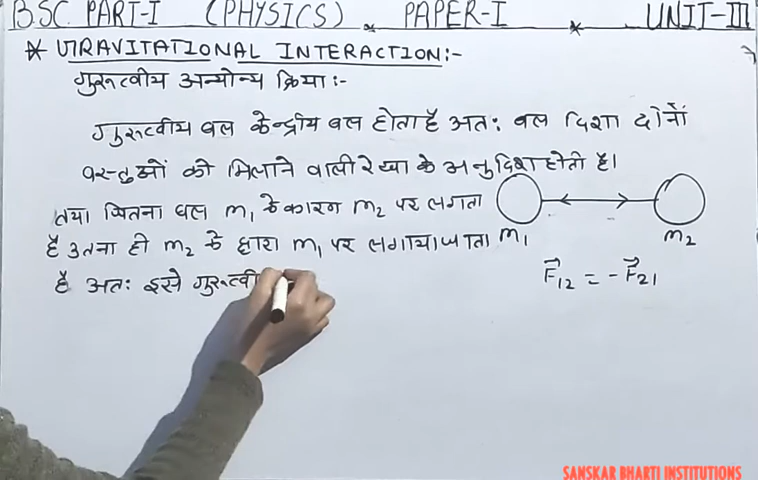 B.SC PART-I (PHYSICS) * PAPER-I * UNIT-III
* GRAVITATIONAL INTERACTION:-
गुरुत्वीय अन्योन्य क्रिया:-
गुरुत्वीय बल केन्द्रीय बल होता है अत: बल दिशा दोनों
वस्तुओं को मिलाने वाली रेखा के अनुदिश होती है।
तथा जितना बल m₁ के कारण m₂ पर लगता
है उतना ही m₂ के द्वारा m₁ पर लगाया जाता
है अत: इसे गुरुत्वी
m₁ m₂
F⃗₁₂ = -F⃗₂₁
SANSKAR BHARTI INSTITUTIONS